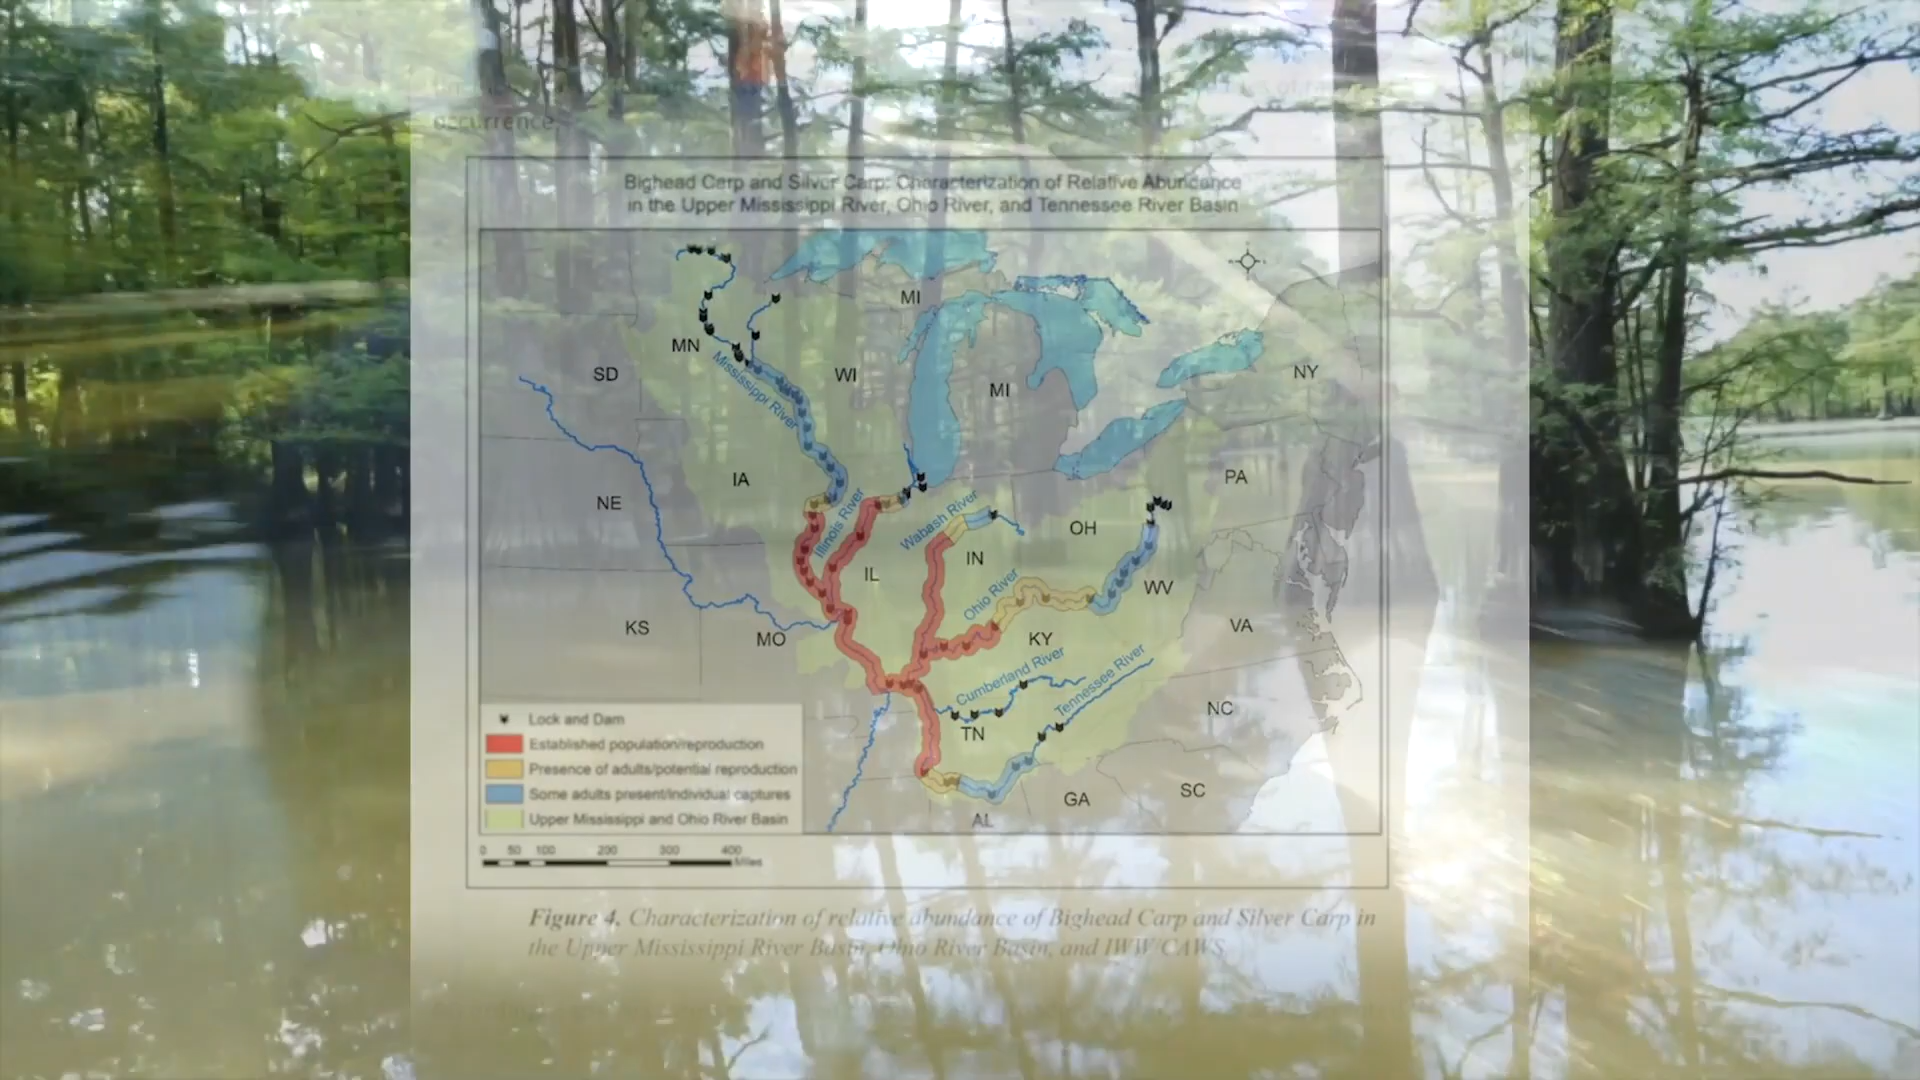 occurrence.
Bighead Carp and Silver Carp: Characterization of Relative Abundance
in the Upper Mississippi River, Ohio River, and Tennessee River Basin
MI
MN
Mississippi River
SD
WI
MI
NY
IA
NE
PA
Illinois River
Wabash River
OH
IN
IL
Ohio River
WV
KS
MO
KY
VA
Cumberland River
Tennessee River
NC
TN
SC
GA
AL
Lock and Dam
Established population/reproduction
Presence of adults/potential reproduction
Some adults present/individual captures
Upper Mississippi and Ohio River Basin
0 50 100 200 300 400
Miles
Figure 4. Characterization of relative abundance of Bighead Carp and Silver Carp in
the Upper Mississippi River Basin, Ohio River Basin, and IWW/CAWS